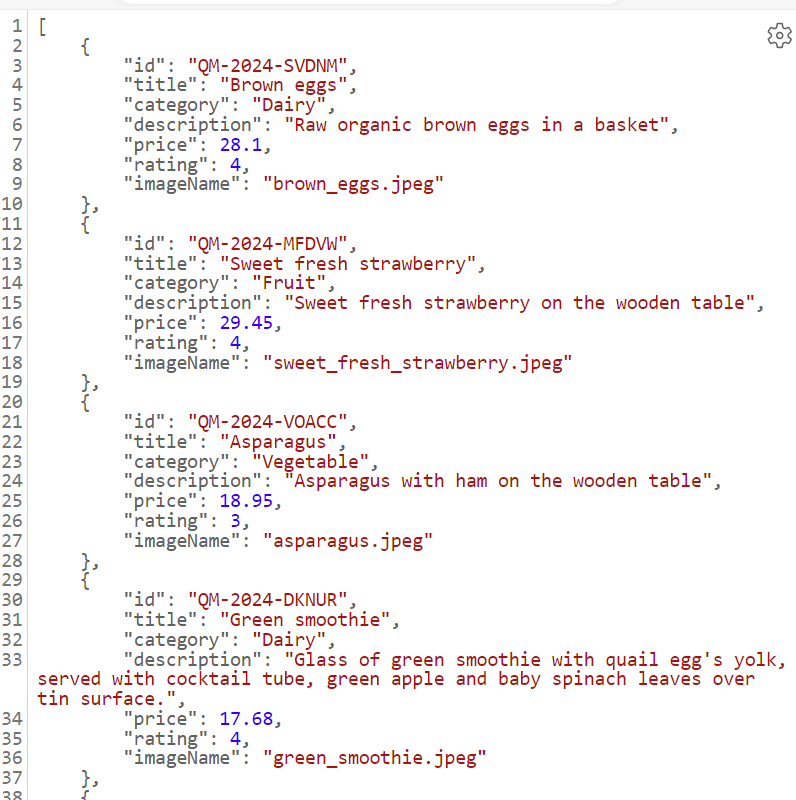 1 [
2     {
3         "id": "QM-2024-SVDNM",
4         "title": "Brown eggs",
5         "category": "Dairy",
6         "description": "Raw organic brown eggs in a basket",
7         "price": 28.1,
8         "rating": 4,
9         "imageName": "brown_eggs.jpeg"
10     },
11     {
12         "id": "QM-2024-MFDVW",
13         "title": "Sweet fresh strawberry",
14         "category": "Fruit",
15         "description": "Sweet fresh strawberry on the wooden table",
16         "price": 29.45,
17         "rating": 4,
18         "imageName": "sweet_fresh_strawberry.jpeg"
19     },
20     {
21         "id": "QM-2024-VOACC",
22         "title": "Asparagus",
23         "category": "Vegetable",
24         "description": "Asparagus with ham on the wooden table",
25         "price": 18.95,
26         "rating": 3,
27         "imageName": "asparagus.jpeg"
28     },
29     {
30         "id": "QM-2024-DKNUR",
31         "title": "Green smoothie",
32         "category": "Dairy",
33         "description": "Glass of green smoothie with quail egg's yolk,
served with cocktail tube, green apple and baby spinach leaves over
tin surface.",
34         "price": 17.68,
35         "rating": 4,
36         "imageName": "green_smoothie.jpeg"
37     },
38     {